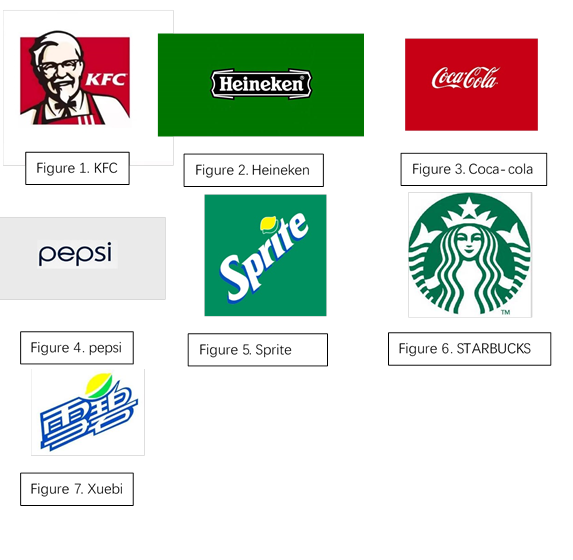 KFC
Heineken®
Coca-Cola
Figure 1. KFC
Figure 2. Heineken
Figure 3. Coca-cola
pepsi
Sprite
TM
Figure 4. pepsi
Figure 5. Sprite
Figure 6. STARBUCKS
雪碧
Figure 7. Xuebi